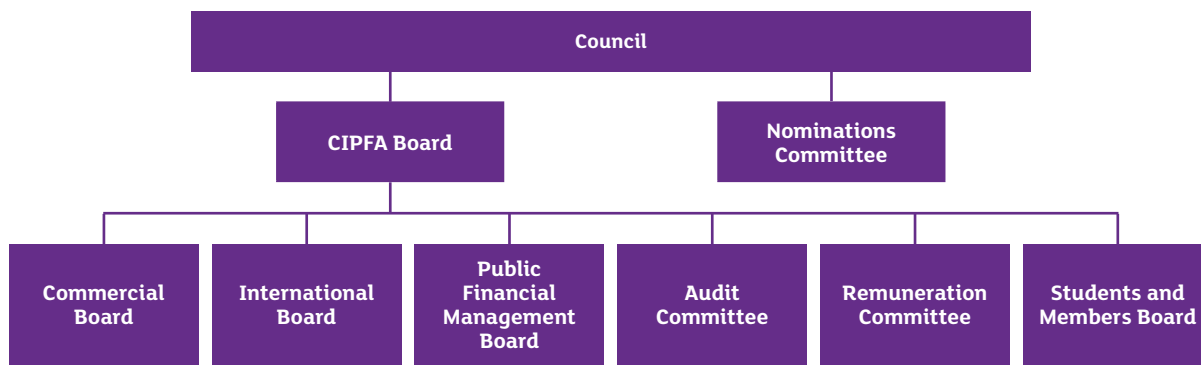 Council
CIPFA Board
Nominations
Committee
Commercial
Board
International
Board
Public
Financial
Management
Board
Audit
Committee
Remuneration
Committee
Students and
Members Board